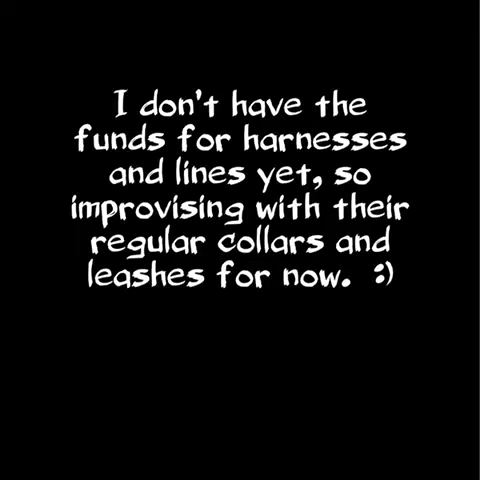 I don't have the
funds for harnesses
and lines yet, so
improvising with their
regular collars and
leashes for now.  :)